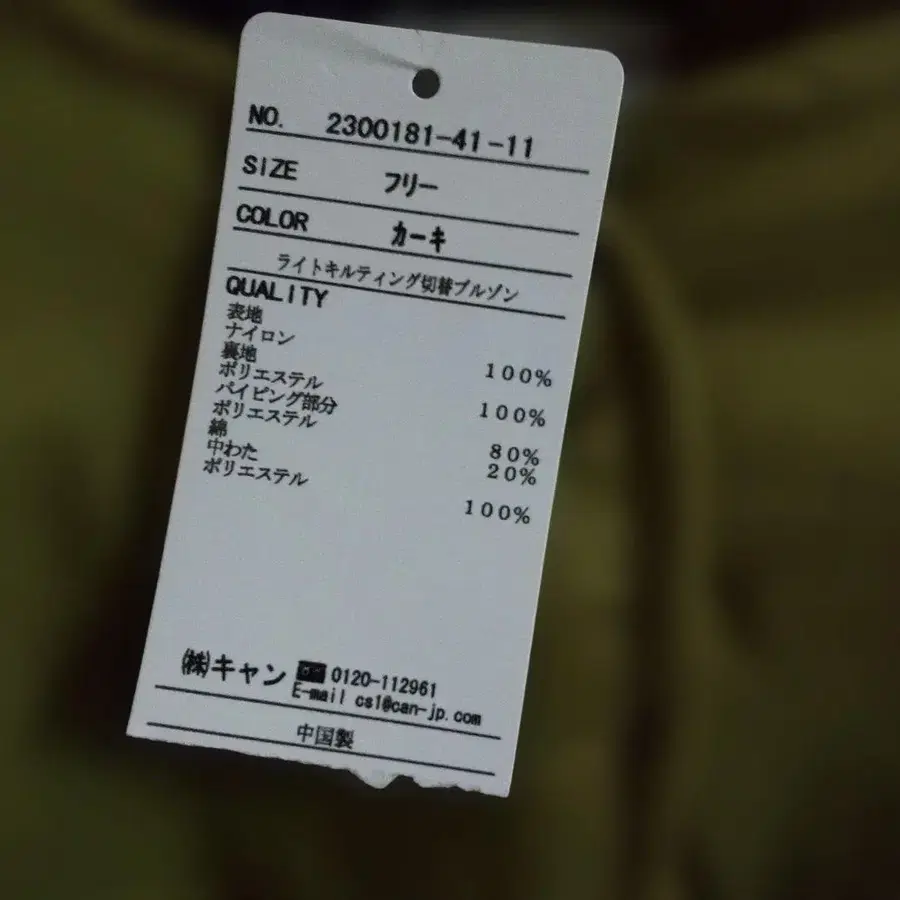 NO. 2300181-41-11
SIZE フリー
COLOR カーキ
ライトキルティング切替ブルゾン
QUALITY
表地
ナイロン 100%
裏地
ポリエステル 100%
パイピング部分
ポリエステル 80%
綿 20%
中わた
ポリエステル 100%
㈱キャン 0120-112961
E-mail cs1@can-jp.com
中国製